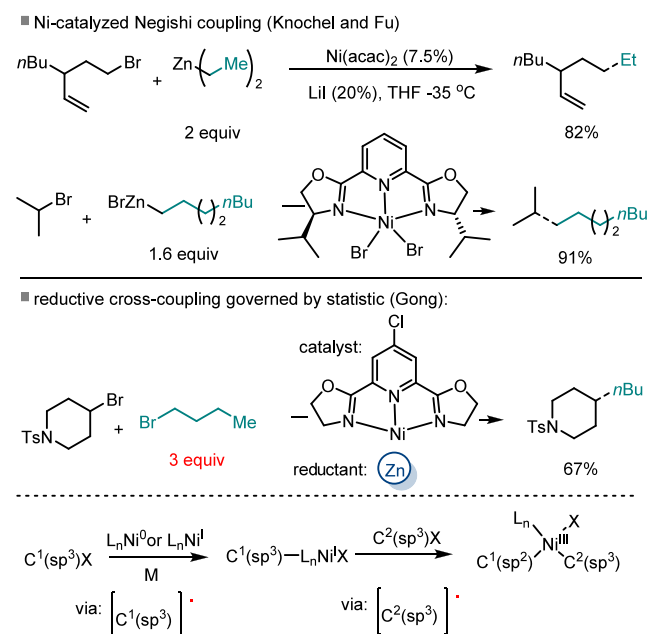 Ni-catalyzed Negishi coupling (Knochel and Fu)
nBu Br + Zn( Me)2 Ni(acac)2 (7.5%) nBu Et
LiI (20%), THF -35 °C
2 equiv 82%
Br + BrZn ( )2 nBu O N O N N Ni Br Br ( )2 nBu
1.6 equiv 91%
reductive cross-coupling governed by statistic (Gong):
catalyst: Cl
Br TsN + Br Me O N O N N Ni nBu TsN
3 equiv reductant: Zn 67%
C1(sp3)X LnNi0or LnNiI C1(sp3)—LnNiIX C2(sp3)X Ln X NiIII C1(sp2) C2(sp3)
M
via: [C1(sp3)]· via: [C2(sp3)]·